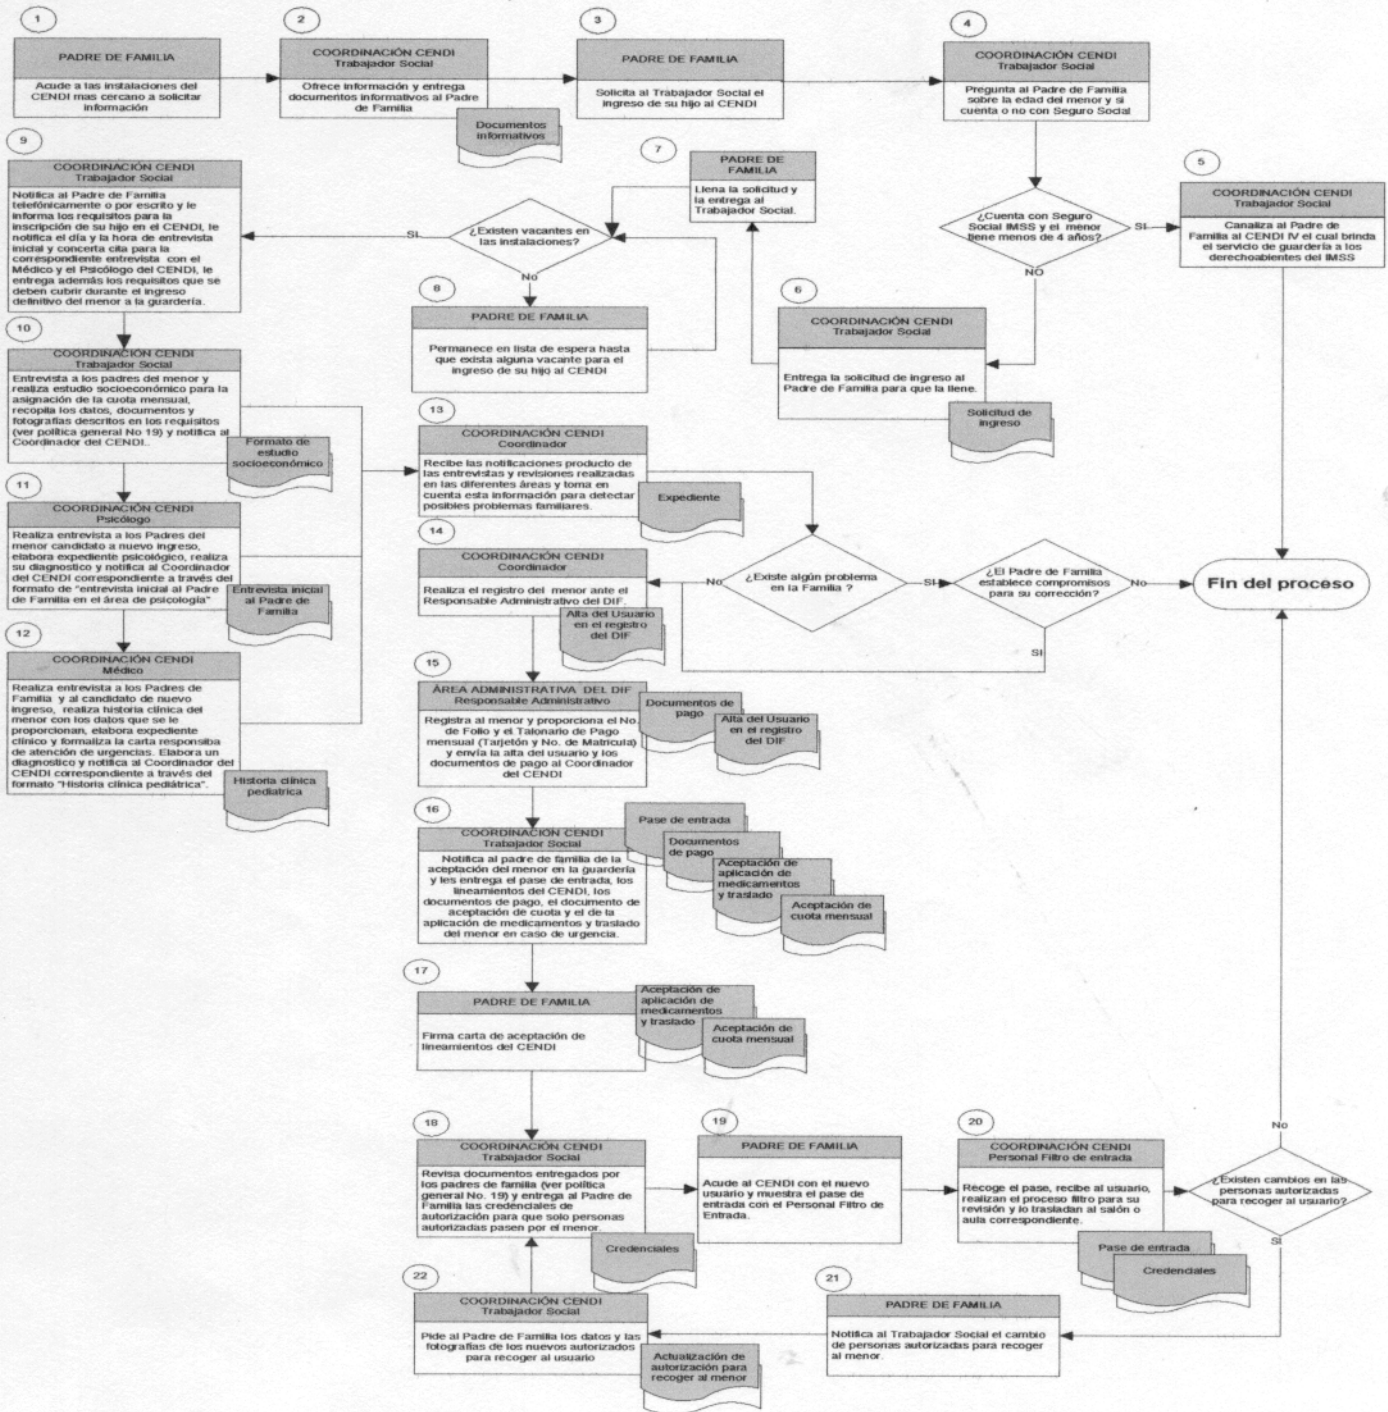 1
PADRE DE FAMILIA
Acude a las instalaciones del
CENDI mas cercano a solicitar
información
2
COORDINACIÓN CENDI
Trabajador Social
Ofrece información y entrega
documentos informativos al Padre
de Familia
Documentos
informativos
3
PADRE DE FAMILIA
Solicita al Trabajador Social el
ingreso de su hijo al CENDI
4
COORDINACIÓN CENDI
Trabajador Social
Pregunta al Padre de Familia
sobre la edad del menor y si
cuenta o no con Seguro Social
¿Cuenta con Seguro
Social IMSS y el menor
tiene menos de 4 años?
SI
NO
5
COORDINACIÓN CENDI
Trabajador Social
Canaliza al Padre de
Familia al CENDI IV el cual brinda
el servicio de guardería a los
derechoabientes del IMSS
6
COORDINACIÓN CENDI
Trabajador Social
Entrega la solicitud de ingreso al
Padre de Familia para que la llene.
Solicitud de
ingreso
7
PADRE DE
FAMILIA
Llena la solicitud y
la entrega al
Trabajador Social.
¿Existen vacantes en
las instalaciones?
SI
No
8
PADRE DE FAMILIA
Permanece en lista de espera hasta
que exista alguna vacante para el
ingreso de su hijo al CENDI
9
COORDINACIÓN CENDI
Trabajador Social
Notifica al Padre de Familia
telefónicamente o por escrito y le
informa los requisitos para la
inscripción de su hijo en el CENDI, le
notifica el día y la hora de entrevista
inicial y concerta cita para la
correspondiente entrevista con el
Médico y el Psicólogo del CENDI, le
entrega además los requisitos que se
deben cubrir durante el ingreso
definitivo del menor a la guardería.
10
COORDINACIÓN CENDI
Trabajador Social
Entrevista a los padres del menor y
realiza estudio socioeconómico para la
asignación de la cuota mensual,
recopila los datos, documentos y
fotografías descritos en los requisitos
(ver política general No 19) y notifica al
Coordinador del CENDI..
Formato de
estudio
socioeconómico
11
COORDINACIÓN CENDI
Psicólogo
Realiza entrevista a los Padres del
menor candidato a nuevo ingreso,
elabora expediente psicológico, realiza
su diagnostico y notifica al Coordinador
del CENDI correspondiente a través del
formato de "entrevista inicial al Padre
de Familia en el área de psicología"
Entrevista inicial
al Padre de
Familia
12
COORDINACIÓN CENDI
Médico
Realiza entrevista a los Padres de
Familia y al candidato de nuevo
ingreso, realiza historia clínica del
menor con los datos que se le
proporcionan, elabora expediente
clínico y formaliza la carta responsiba
de atención de urgencias. Elabora un
diagnostico y notifica al Coordinador del
CENDI correspondiente a través del
formato "Historia clínica pediátrica".
Historia clínica
pediatrica
13
COORDINACIÓN CENDI
Coordinador
Recibe las notificaciones producto de
las entrevistas y revisiones realizadas
en las diferentes áreas y toma en
cuenta esta información para detectar
posibles problemas familiares.
Expediente
¿Existe algún problema
en la Familia ?
No
SI
¿El Padre de Familia
establece compromisos
para su corrección?
No
SI
Fin del proceso
14
COORDINACIÓN CENDI
Coordinador
Realiza el registro del menor ante el
Responsable Administrativo del DIF.
Alta del Usuario
en el registro
del DIF
15
ÁREA ADMINISTRATIVA DEL DIF
Responsable Administrativo
Registra al menor y proporciona el No.
de Folio y el Talonario de Pago
mensual (Tarjetón y No. de Matricula)
y envía la alta del usuario y los
documentos de pago al Coordinador
del CENDI
Documentos de
pago
Alta del Usuario
en el registro
del DIF
16
COORDINACIÓN CENDI
Trabajador Social
Notifica al padre de familia de la
aceptación del menor en la guardería
y les entrega el pase de entrada, los
lineamientos del CENDI, los
documentos de pago, el documento de
aceptación de cuota y el de la
aplicación de medicamentos y traslado
del menor en caso de urgencia.
Pase de entrada
Documentos
de pago
Aceptación de
aplicación de
medicamentos
y traslado
Aceptación de
cuota mensual
17
PADRE DE FAMILIA
Firma carta de aceptación de
lineamientos del CENDI
Aceptación de
aplicación de
medicamentos
y traslado
Aceptación de
cuota mensual
18
COORDINACIÓN CENDI
Trabajador Social
Revisa documentos entregados por
los padres de familia (ver política
general No. 19) y entrega al Padre de
Familia las credenciales de
autorización para que solo personas
autorizadas pasen por el menor.
Credenciales
19
PADRE DE FAMILIA
Acude al CENDI con el nuevo
usuario y muestra el pase de
entrada con el Personal Filtro de
Entrada.
20
COORDINACIÓN CENDI
Personal Filtro de entrada
Recoge el pase, recibe al usuario,
realizan el proceso filtro para su
revisión y lo trasladan al salón o
aula correspondiente.
Pase de entrada
Credenciales
No
¿Existen cambios en las
personas autorizadas
para recoger al usuario?
SI
21
PADRE DE FAMILIA
Notifica al Trabajador Social el cambio
de personas autorizadas para recoger
al menor.
22
COORDINACIÓN CENDI
Trabajador Social
Pide al Padre de Familia los datos y las
fotografías de los nuevos autorizados
para recoger al usuario
Actualización de
autorización para
recoger al menor